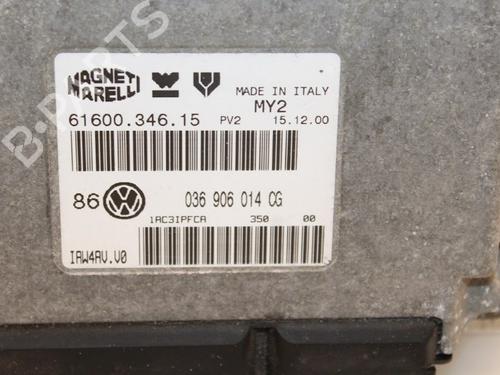 B-PARTS
MAGNETI MARELLI
MADE IN ITALY
MY2
61600.346.15 PV2 15.12.00
86 036 906 014 CG
1AC3IPFCA 350 00
IAW4AV.V0